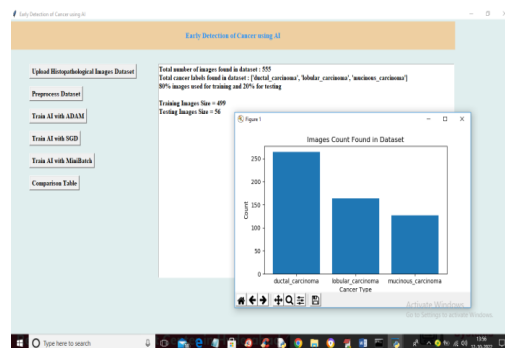 Early Detection of Cancer using AI
Early Detection of Cancer using AI
Upload Histopathological Images Dataset
Preprocess Dataset
Train AI with ADAM
Train AI with SGD
Train AI with MiniBatch
Comparison Table
Total number of images found in dataset : 555
Total cancer labels found in dataset : ['ductal_carcinoma', 'lobular_carcinoma', 'mucinous_carcinoma']
80% images used for training and 20% for testing
Training Images Size = 499
Testing Images Size = 56
Figure 1
Images Count Found in Dataset
250
200
150
100
50
0
Count
ductal_carcinoma lobular_carcinoma mucinous_carcinoma
Cancer Type
Activate Windows
Go to Settings to activate Windows.
Type here to search
13:56